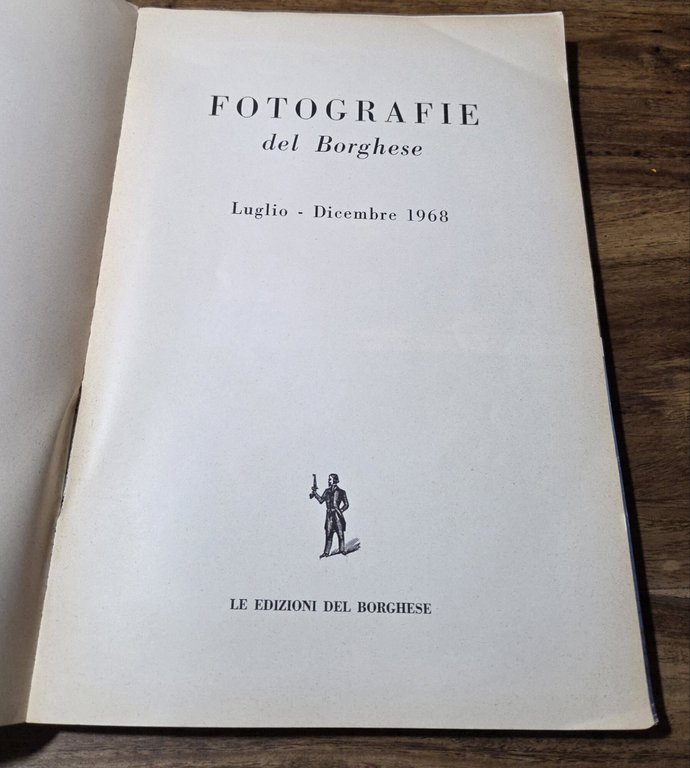 FOTOGRAFIE
del Borghese
Luglio - Dicembre 1968
LE EDIZIONI DEL BORGHESE